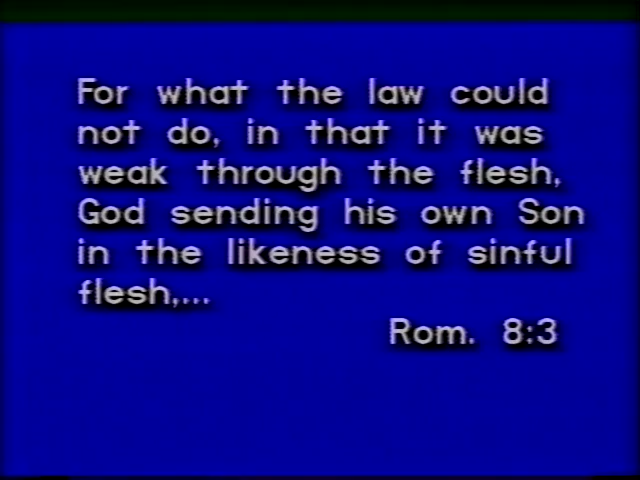 For what the law could
not do, in that it was
weak through the flesh,
God sending his own Son
in the likeness of sinful
flesh,...
Rom. 8:3